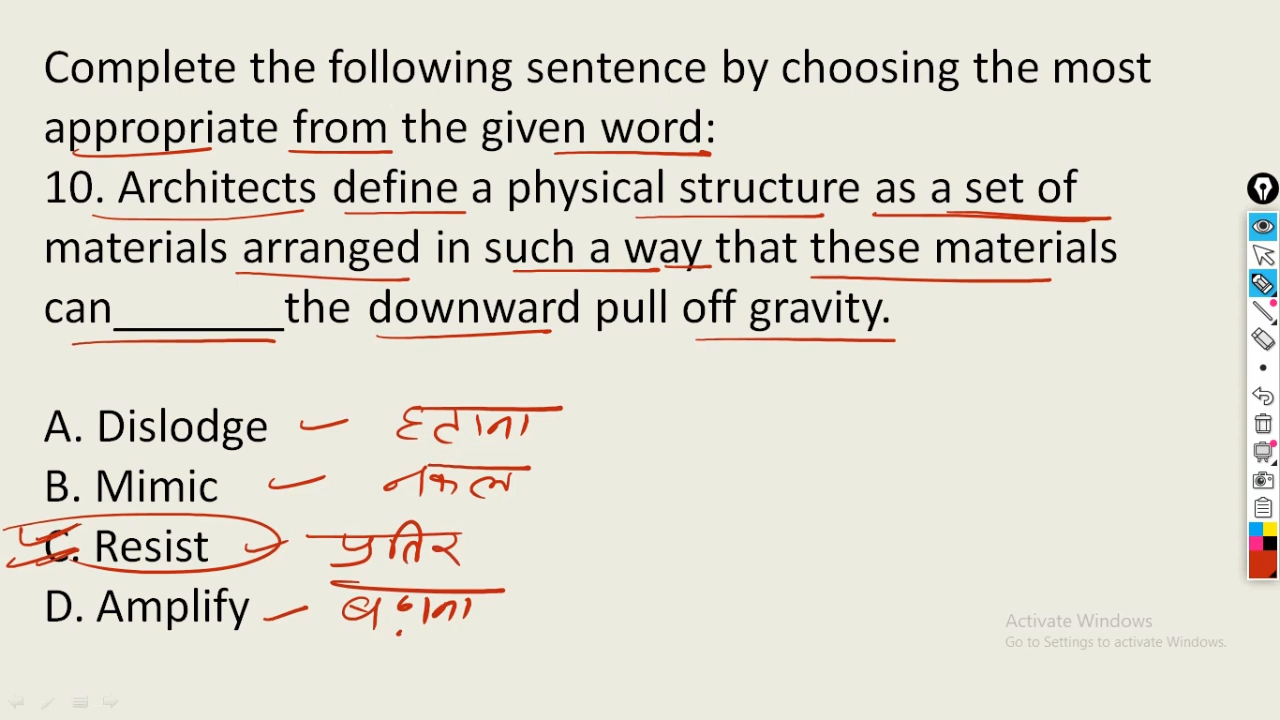 Complete the following sentence by choosing the most
appropriate from the given word:
10. Architects define a physical structure as a set of
materials arranged in such a way that these materials
can_______the downward pull off gravity.
A. Dislodge – हटाना
B. Mimic – नकल
C. Resist – प्रतिर
D. Amplify – बढ़ाना
Activate Windows
Go to Settings to activate Windows.